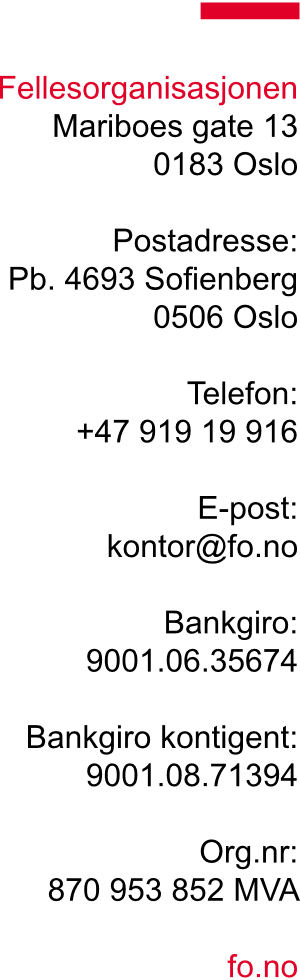 Fellesorganisasjonen
Mariboes gate 13
0183 Oslo
Postadresse:
Pb. 4693 Sofienberg
0506 Oslo
Telefon:
+47 919 19 916
E-post:
kontor@fo.no
Bankgiro:
9001.06.35674
Bankgiro kontigent:
9001.08.71394
Org.nr:
870 953 852 MVA
fo.no